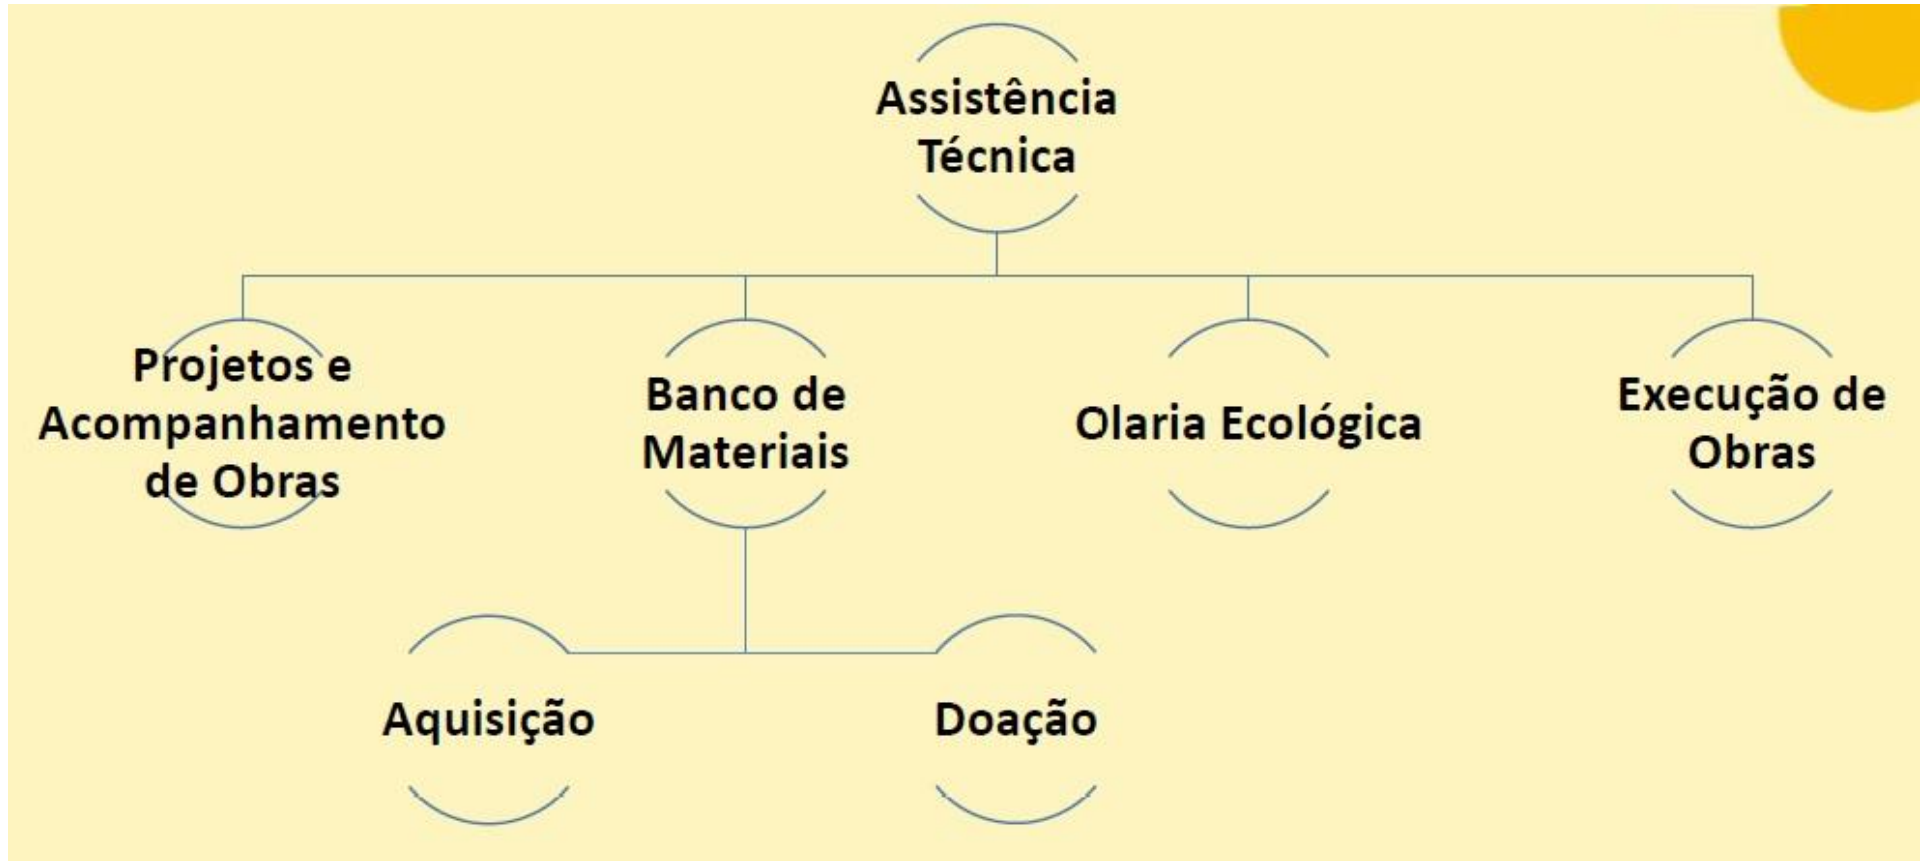 Assistência
Técnica
Projetos e
Acompanhamento
de Obras
Banco de
Materiais
Olaria Ecológica
Execução de
Obras
Aquisição
Doação